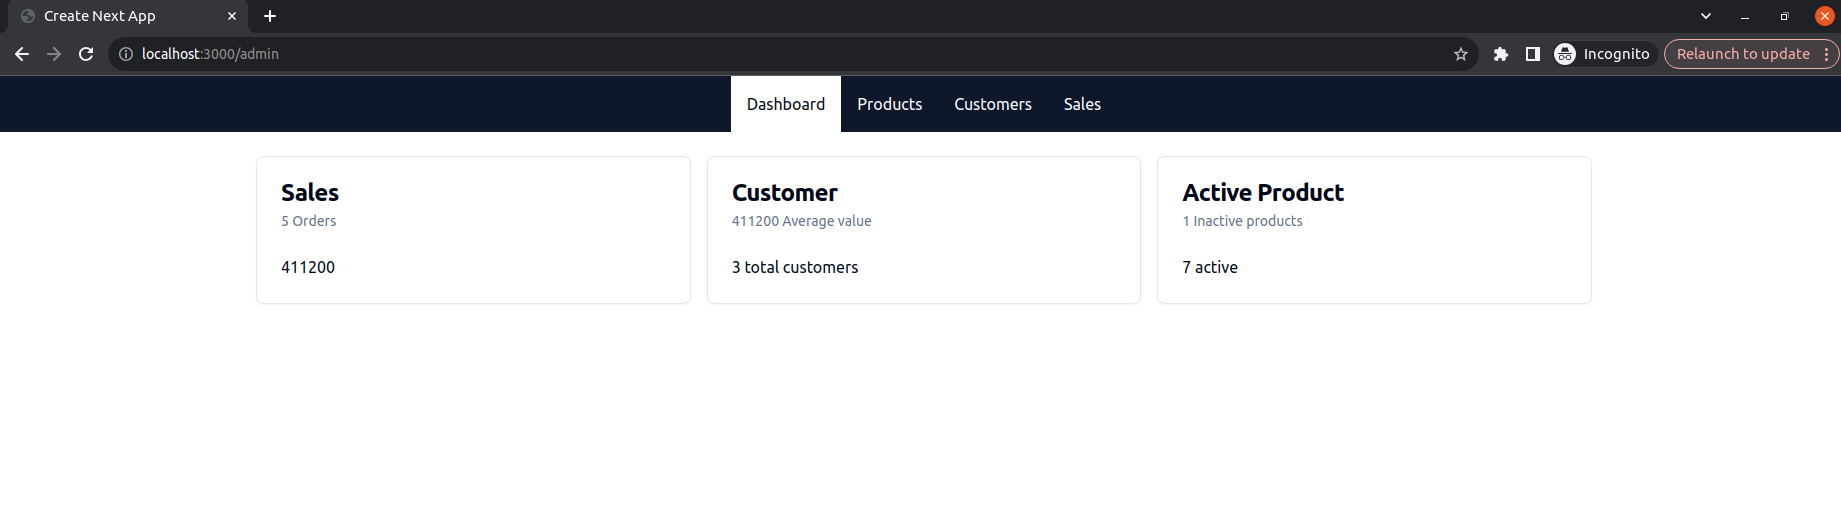 Create Next App
localhost:3000/admin
Incognito
Relaunch to update
Dashboard Products Customers Sales
Sales
5 Orders
411200
Customer
411200 Average value
3 total customers
Active Product
1 Inactive products
7 active